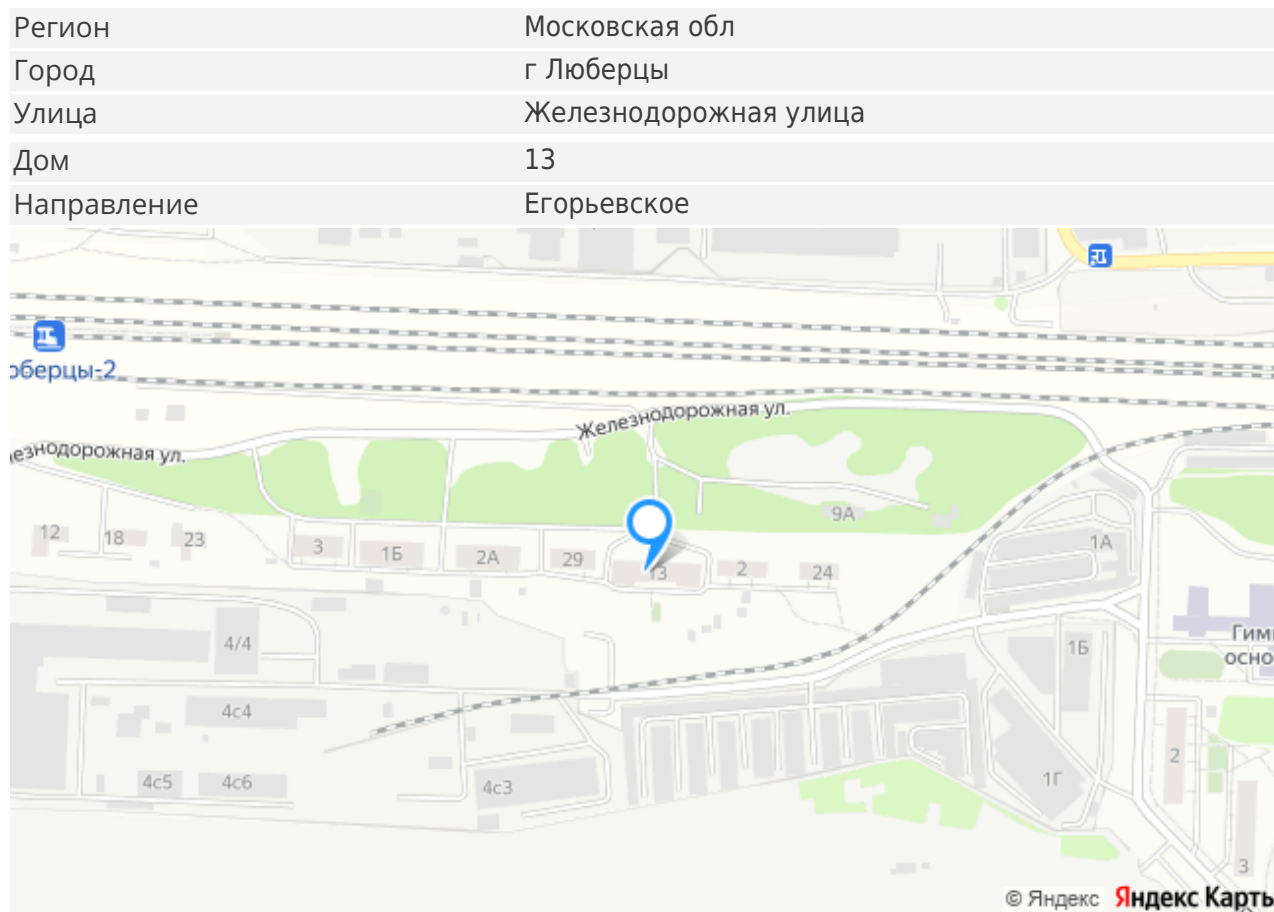 Регион Московская обл
Город г Люберцы
Улица Железнодорожная улица
Дом 13
Направление Егорьевское
оберцы-2
Железнодорожная ул.
езнодорожная ул.
9А
12 18 23 3 1Б 2А 29 13 2 24
1А
4/4
Гим
осно
1Б
4с4
2
4с5 4с6 4с3 1Г
3
© Яндекс Яндекс Карты